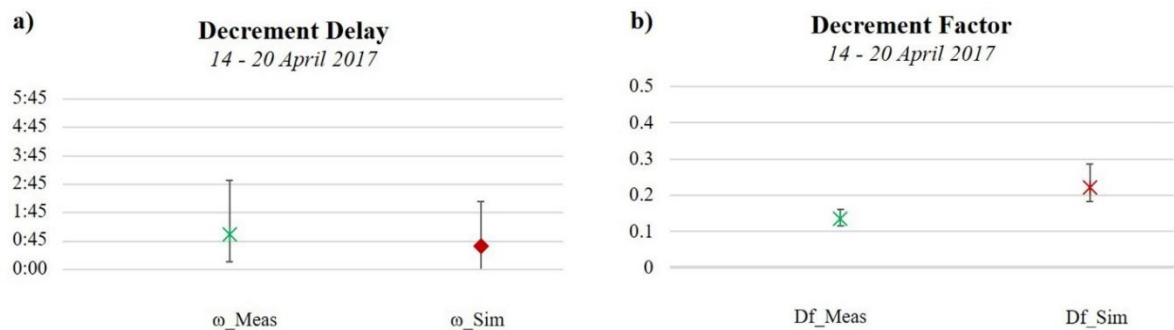 a)
Decrement Delay
14 - 20 April 2017
5:45
4:45
3:45
2:45
1:45
0:45
0:00
ω_Meas ω_Sim
b)
Decrement Factor
14 - 20 April 2017
0.5
0.4
0.3
0.2
0.1
0
Df_Meas Df_Sim